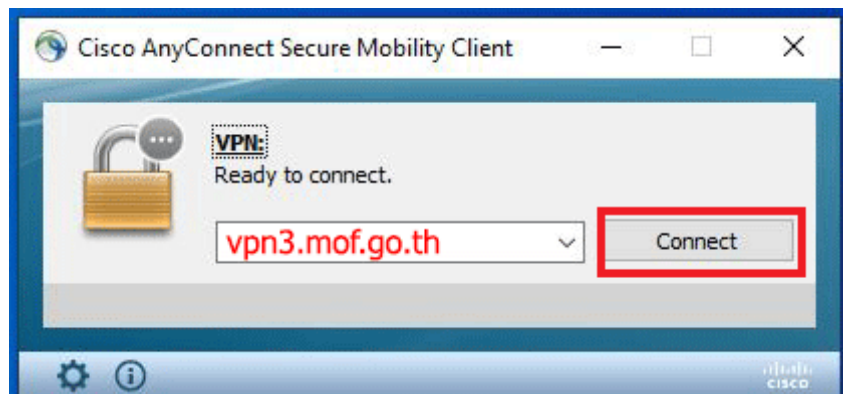 Cisco AnyConnect Secure Mobility Client
VPN:
Ready to connect.
vpn3.mof.go.th
Connect
CISCO